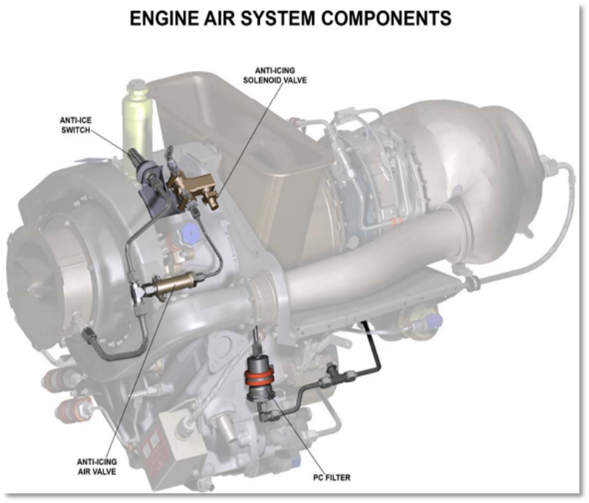 ENGINE AIR SYSTEM COMPONENTS
ANTI-ICING
SOLENOID VALVE
ANTI-ICE
SWITCH
ANTI-ICING
AIR VALVE
PC FILTER